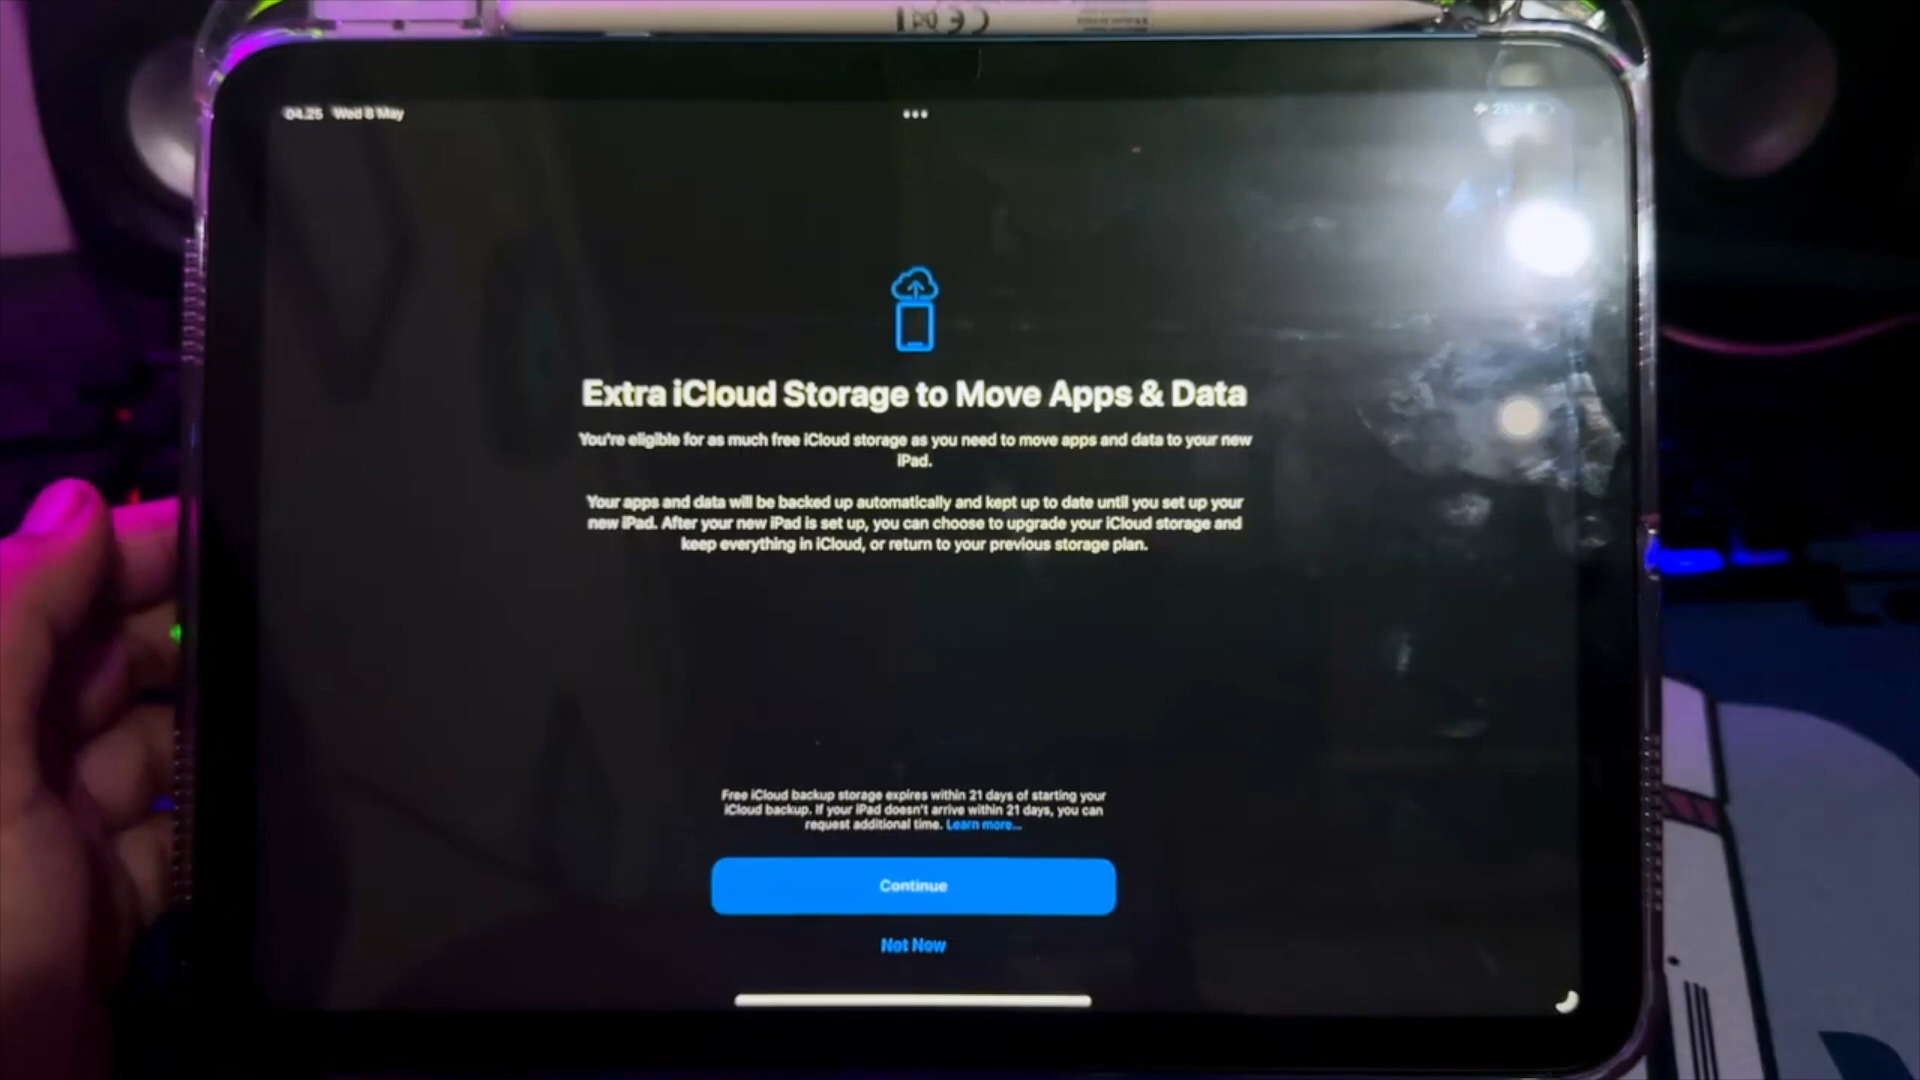 04.25 Wed 8 May
Extra iCloud Storage to Move Apps & Data
You're eligible for as much free iCloud storage as you need to move apps and data to your new
iPad.
Your apps and data will be backed up automatically and kept up to date until you set up your
new iPad. After your new iPad is set up, you can choose to upgrade your iCloud storage and
keep everything in iCloud, or return to your previous storage plan.
Free iCloud backup storage expires within 21 days of starting your
iCloud backup. If your iPad doesn't arrive within 21 days, you can
request additional time. Learn more...
Continue
Not Now